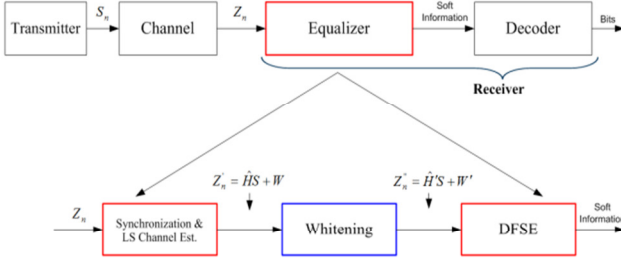 S_n
Z_n
Soft
Information
Transmitter
Channel
Equalizer
Decoder
Bits
Receiver
Z_n^' = ĤS + W
Z_n^" = Ĥ'S + W'
Z_n
Synchronization &
LS Channel Est.
Whitening
DFSE
Soft
Information